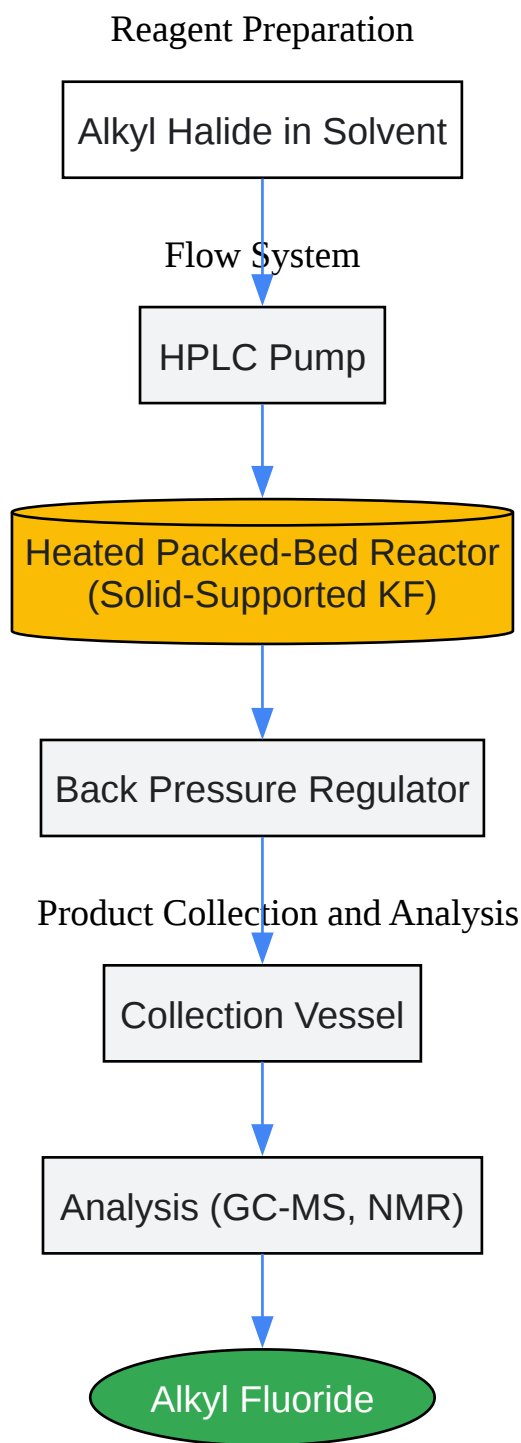 Reagent Preparation
Alkyl Halide in Solvent
Flow System
HPLC Pump
Heated Packed-Bed Reactor
(Solid-Supported KF)
Back Pressure Regulator
Product Collection and Analysis
Collection Vessel
Analysis (GC-MS, NMR)
Alkyl Fluoride